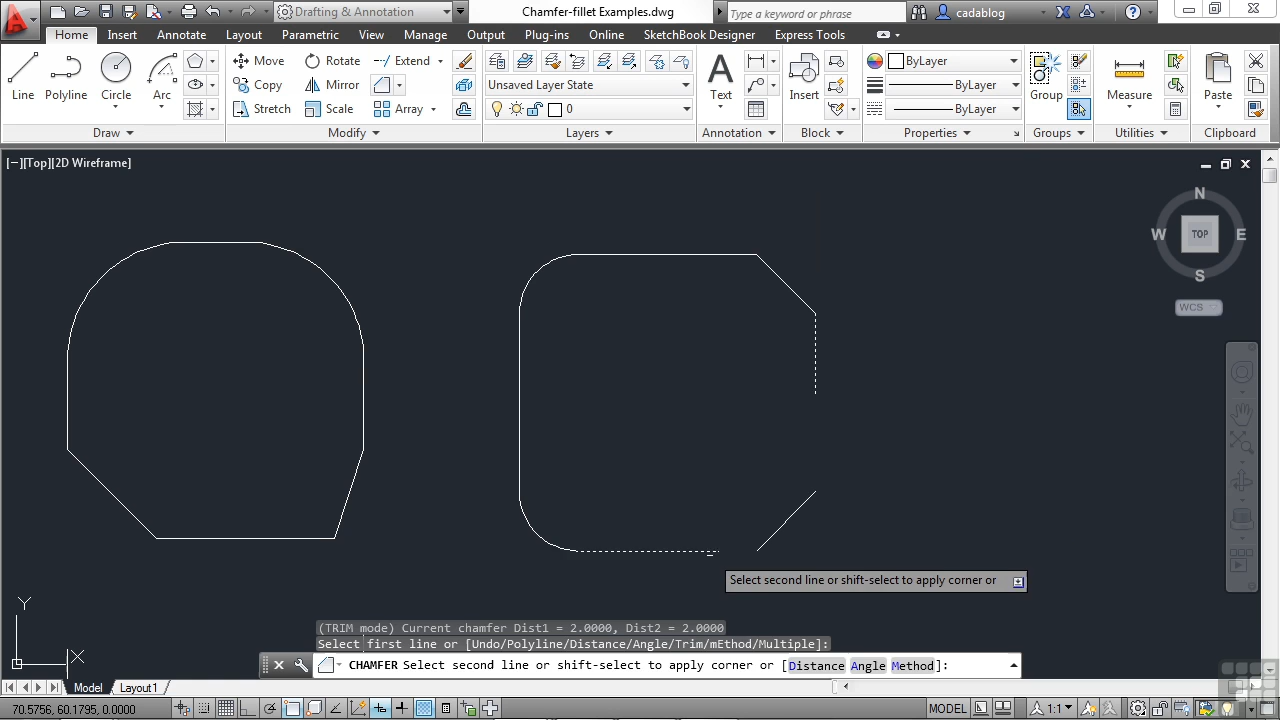 Drafting & Annotation
Chamfer-fillet Examples.dwg
Type a keyword or phrase
cadablog
Home Insert Annotate Layout Parametric View Manage Output Plug-ins Online SketchBook Designer Express Tools
Line Polyline Circle Arc
Move Rotate Extend
Copy Mirror
Stretch Scale Array
Unsaved Layer State
0
Text
Insert
ByLayer
ByLayer
ByLayer
Group
Measure
Paste
Draw Modify Layers Annotation Block Properties Groups Utilities Clipboard
[−][Top][2D Wireframe]
N
W TOP E
S
WCS
Select second line or shift-select to apply corner or
Y
X
(TRIM mode) Current chamfer Dist1 = 2.0000, Dist2 = 2.0000
Select first line or [Undo/Polyline/Distance/Angle/Trim/mEthod/Multiple]:
CHAMFER Select second line or shift-select to apply corner or [Distance Angle Method]:
Model Layout1
70.5756, 60.1795, 0.0000
MODEL
1:1